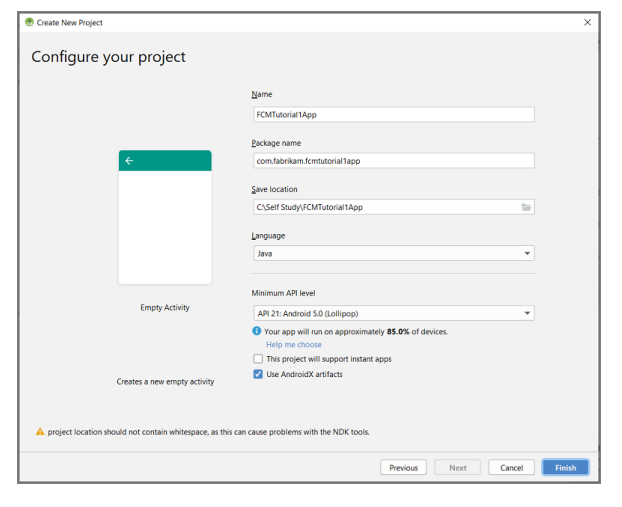 Create New Project
Configure your project
Name
FCMTutorial1App
Package name
com.fabrikam.fcmtutorial1app
Save location
C:\Self Study\FCMTutorial1App
Language
Java
Minimum API level
Empty Activity
API 21: Android 5.0 (Lollipop)
Your app will run on approximately 85.0% of devices.
Help me choose
This project will support instant apps
Use AndroidX artifacts
Creates a new empty activity
project location should not contain whitespace, as this can cause problems with the NDK tools.
Previous Next Cancel Finish